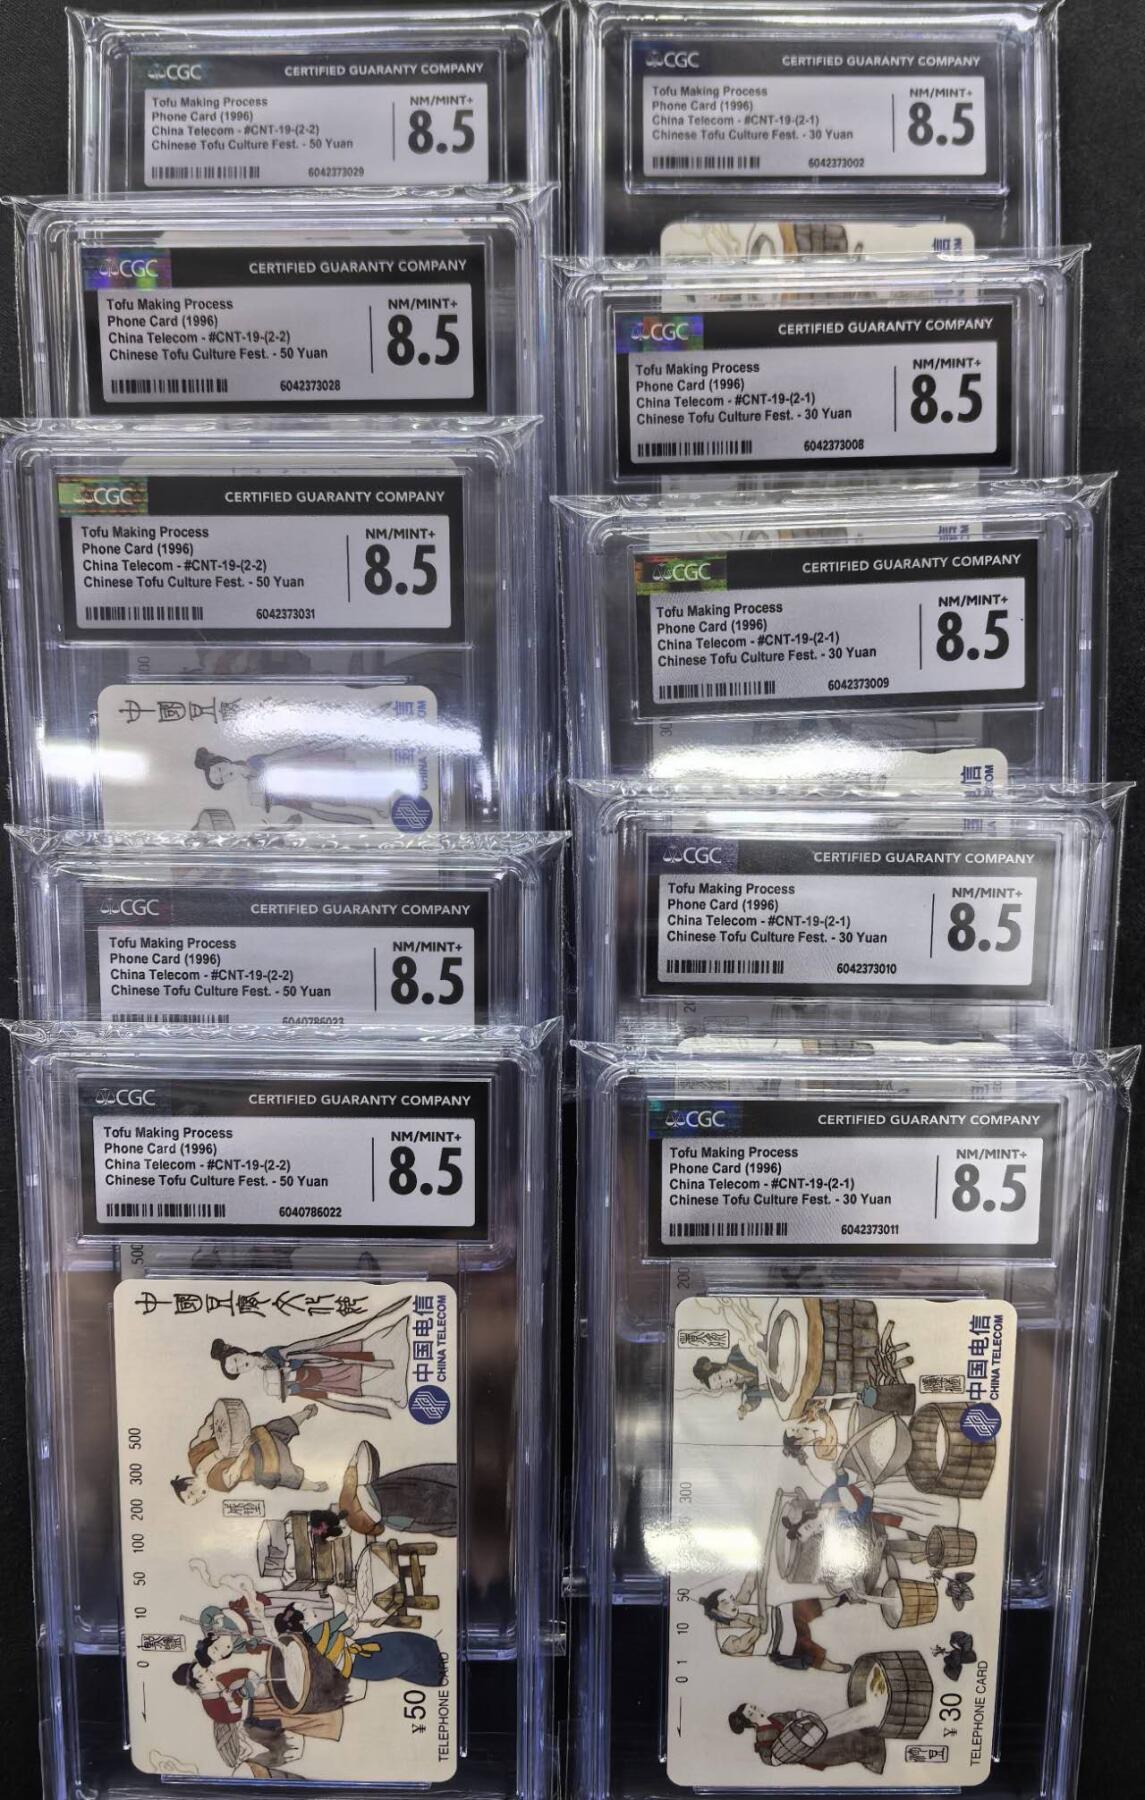 CGC CERTIFIED GUARANTY COMPANY
Tofu Making Process
Phone Card (1996)
China Telecom - #CNT-19-(2-2)
Chinese Tofu Culture Fest. - 50 Yuan
NM/MINT+
8.5
6042373029
CGC CERTIFIED GUARANTY COMPANY
Tofu Making Process
Phone Card (1996)
China Telecom - #CNT-19-(2-1)
Chinese Tofu Culture Fest. - 30 Yuan
NM/MINT+
8.5
6042373002
CGC CERTIFIED GUARANTY COMPANY
Tofu Making Process
Phone Card (1996)
China Telecom - #CNT-19-(2-2)
Chinese Tofu Culture Fest. - 50 Yuan
NM/MINT+
8.5
6042373028
CGC CERTIFIED GUARANTY COMPANY
Tofu Making Process
Phone Card (1996)
China Telecom - #CNT-19-(2-1)
Chinese Tofu Culture Fest. - 30 Yuan
NM/MINT+
8.5
6042373008
CGC CERTIFIED GUARANTY COMPANY
Tofu Making Process
Phone Card (1996)
China Telecom - #CNT-19-(2-2)
Chinese Tofu Culture Fest. - 50 Yuan
NM/MINT+
8.5
6042373031
中國豆腐
信
CHINA
CGC CERTIFIED GUARANTY COMPANY
Tofu Making Process
Phone Card (1996)
China Telecom - #CNT-19-(2-1)
Chinese Tofu Culture Fest. - 30 Yuan
NM/MINT+
8.5
6042373009
信
COM
CGC CERTIFIED GUARANTY COMPANY
Tofu Making Process
Phone Card (1996)
China Telecom - #CNT-19-(2-2)
Chinese Tofu Culture Fest. - 50 Yuan
NM/MINT+
8.5
6040786023
CGC CERTIFIED GUARANTY COMPANY
Tofu Making Process
Phone Card (1996)
China Telecom - #CNT-19-(2-1)
Chinese Tofu Culture Fest. - 30 Yuan
NM/MINT+
8.5
6042373010
CGC CERTIFIED GUARANTY COMPANY
Tofu Making Process
Phone Card (1996)
China Telecom - #CNT-19-(2-2)
Chinese Tofu Culture Fest. - 50 Yuan
NM/MINT+
8.5
6040786022
500
中國豆腐文化節
中国电信
CHINA TELECOM
0 10 50 100 200 300 500
¥50
TELEPHONE CARD
CGC CERTIFIED GUARANTY COMPANY
Tofu Making Process
Phone Card (1996)
China Telecom - #CNT-19-(2-1)
Chinese Tofu Culture Fest. - 30 Yuan
NM/MINT+
8.5
6042373011
200
中国电信
CHINA TELECOM
0 1 10 50 300
¥30
TELEPHONE CARD